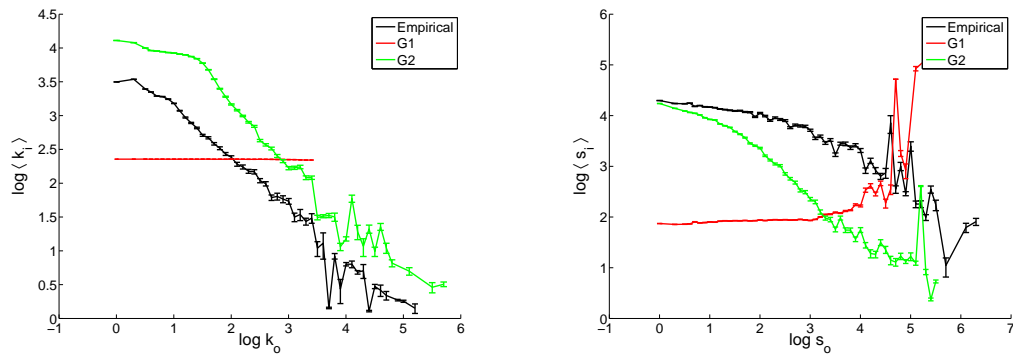 4.5
4
3.5
3
2.5
2
1.5
1
0.5
0
−1 0 1 2 3 4 5 6
log k_o
log ⟨ k_i ⟩
Empirical
G1
G2
6
5
4
3
2
1
0
−1 0 1 2 3 4 5 6 7
log s_o
log ⟨ s_i ⟩
Empirical
G1
G2